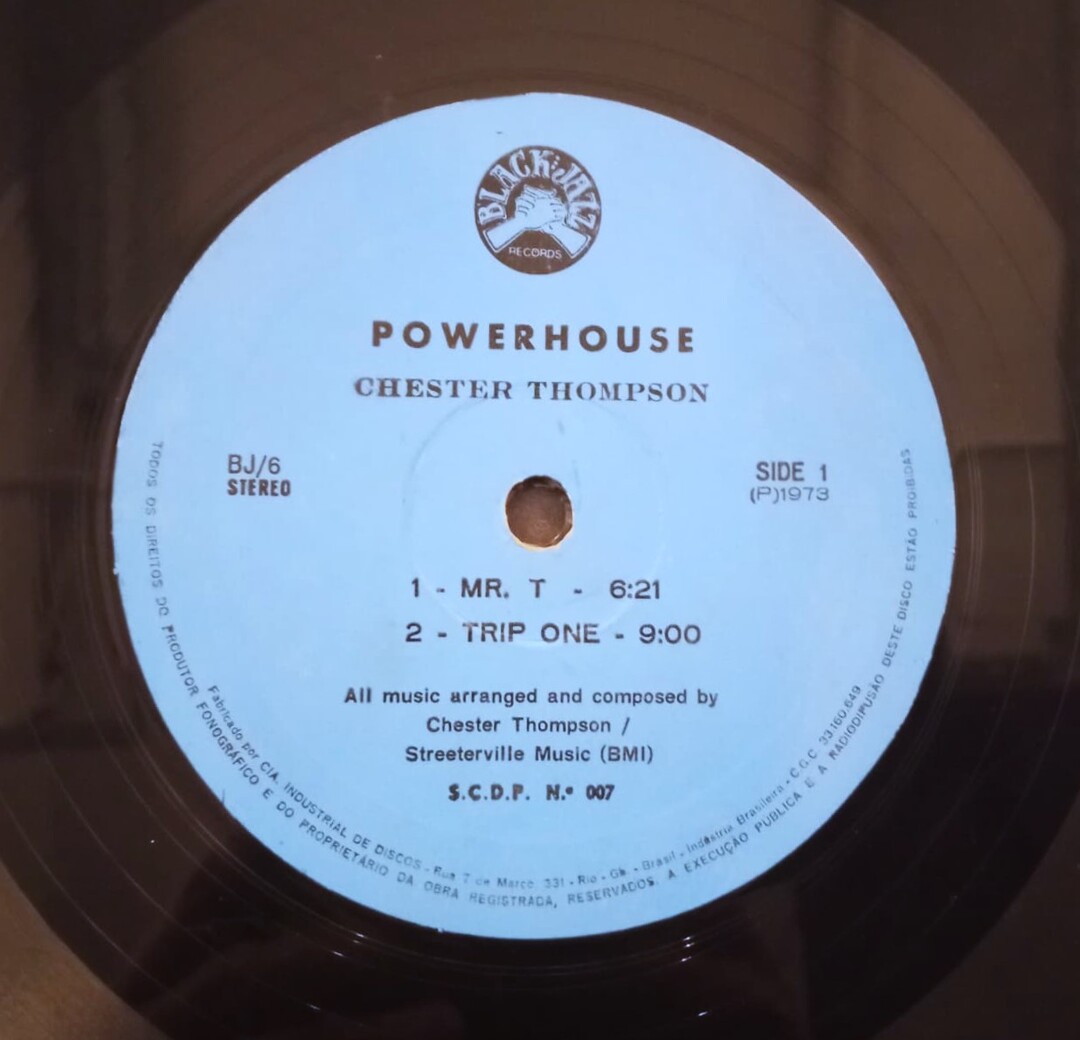 BLACK JAZZ
RECORDS
POWERHOUSE
CHESTER THOMPSON
BJ/6
STEREO
SIDE 1
(P)1973
1 - MR. T - 6:21
2 - TRIP ONE - 9:00
All music arranged and composed by
Chester Thompson /
Streeterville Music (BMI)
S.C.D.P. N.º 007
Fabricado por CIA. INDUSTRIAL DE DISCOS - Rua 7 de Março, 331 - Rio - Gb. - Brasil - Indústria Brasileira - C.G.C. 33.160.649
TODOS OS DIREITOS DO PRODUTOR FONOGRÁFICO E DO PROPRIETÁRIO DA OBRA REGISTRADA, RESERVADOS. A EXECUÇÃO PÚBLICA E A RADIODIFUSÃO DESTE DISCO ESTÃO PROIBIDAS